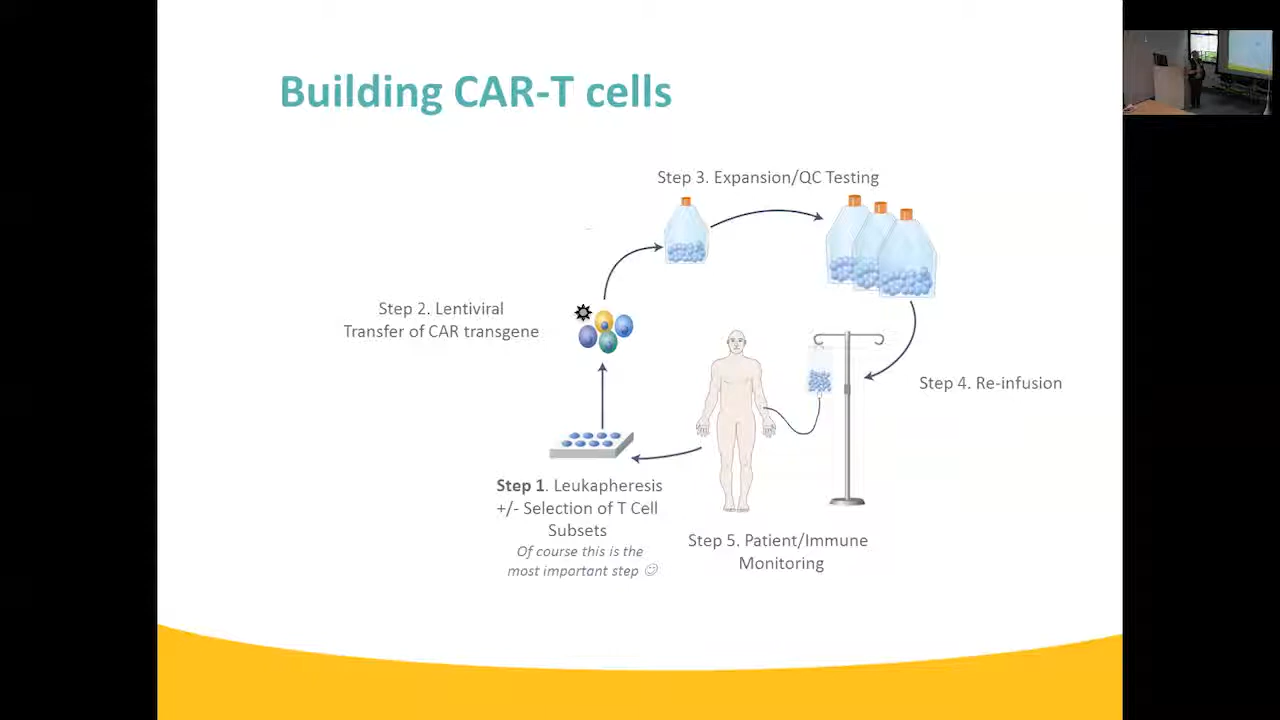 Building CAR-T cells
Step 3. Expansion/QC Testing
Step 2. Lentiviral
Transfer of CAR transgene
Step 4. Re-infusion
Step 1. Leukapheresis
+/- Selection of T Cell
Subsets
Of course this is the
most important step ☺
Step 5. Patient/Immune
Monitoring